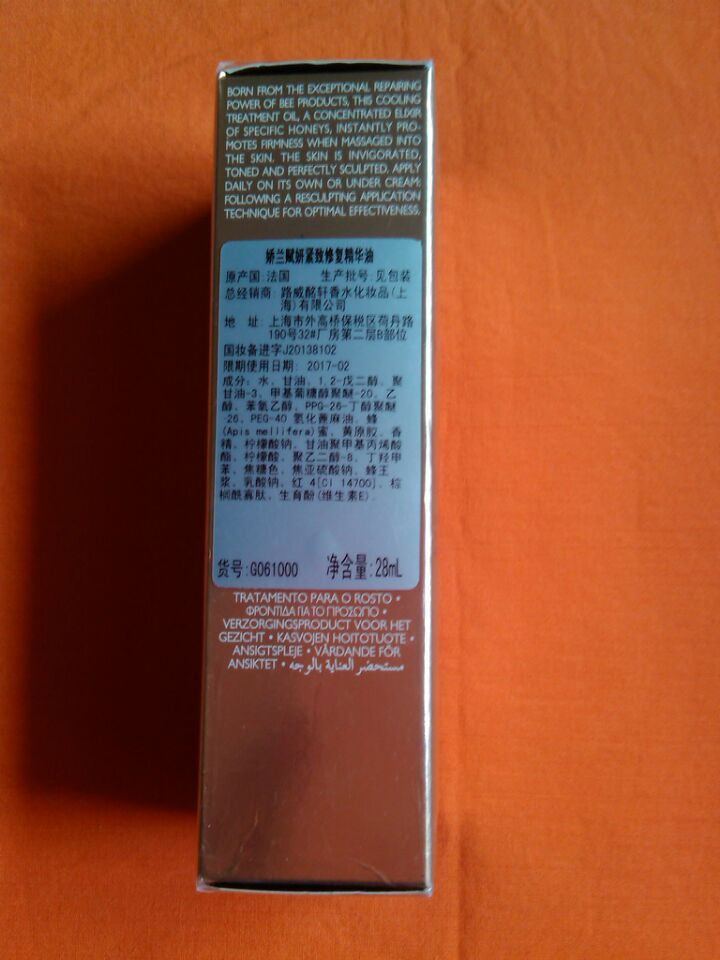 BORN FROM THE EXCEPTIONAL REPAIRING
POWER OF BEE PRODUCTS, THIS COOLING
TREATMENT OIL, A CONCENTRATED ELIXIR
OF SPECIFIC HONEYS, INSTANTLY PRO-
MOTES FIRMNESS WHEN MASSAGED INTO
THE SKIN. THE SKIN IS INVIGORATED,
TONED AND PERFECTLY SCULPTED. APPLY
DAILY ON ITS OWN OR UNDER CREAM;
FOLLOWING A RESCULPTING APPLICATION
TECHNIQUE FOR OPTIMAL EFFECTIVENESS.
娇兰赋妍紧致修复精华油
原产国:法国 生产批号:见包装
总经销商: 路威酩轩香水化妆品(上
海)有限公司
地 址: 上海市外高桥保税区荷丹路
190号32#厂房第二层B部位
国妆备进字J20138102
限期使用日期: 2017-02
成分: 水、甘油、1,2-戊二醇、聚
甘油-3、甲基葡糖醇聚醚-20、乙
醇、苯氧乙醇、PPG-26-丁醇聚醚
-26、PEG-40 氢化蓖麻油、蜂
(Apis mellifera)蜜、黄原胶、香
精、柠檬酸钠、甘油聚甲基丙烯酸
酯、柠檬酸、聚乙二醇-8、丁羟甲
苯、焦糖色、焦亚硫酸钠、蜂王
浆、乳酸钠、红 4[CI 14700]、棕
榈酰寡肽、生育酚(维生素E)
货号:G061000 净含量:28mL
TRATAMENTO PARA O ROSTO •
ΦΡΟΝΤΙΔΑ ΓΙΑ ΤΟ ΠΡΟΣΩΠΟ •
VERZORGINGSPRODUCT VOOR HET
GEZICHT • KASVOJEN HOITOTUOTE •
ANSIGTSPLEJE • VÅRDANDE FÖR
ANSIKTET • مستحضر العناية بالوجه